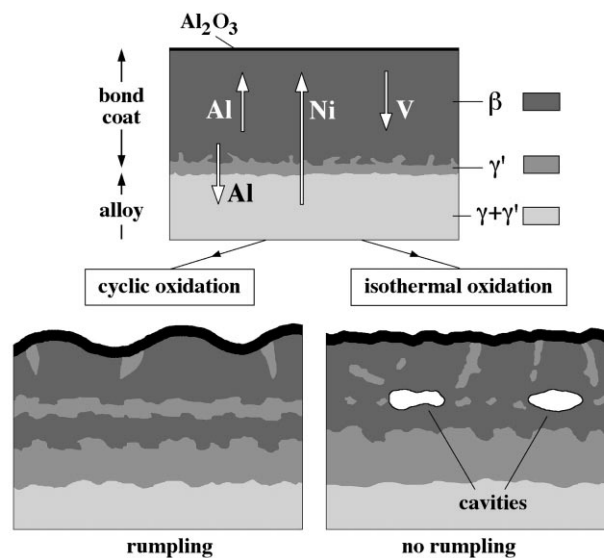 Al₂O₃
bond
coat
alloy
Al
Ni
V
Al
β
γ'
γ+γ'
cyclic oxidation
isothermal oxidation
cavities
rumpling
no rumpling